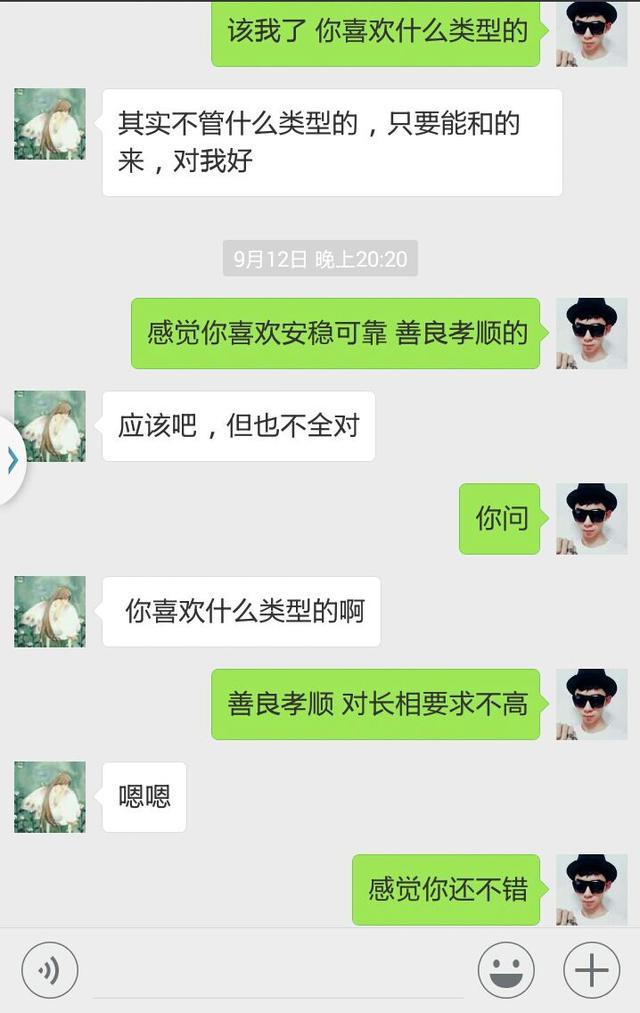 该我了 你喜欢什么类型的
其实不管什么类型的，只要能和的
来，对我好
9月12日 晚上20:20
感觉你喜欢安稳可靠 善良孝顺的
应该吧，但也不全对
你问
你喜欢什么类型的啊
善良孝顺 对长相要求不高
嗯嗯
感觉你还不错